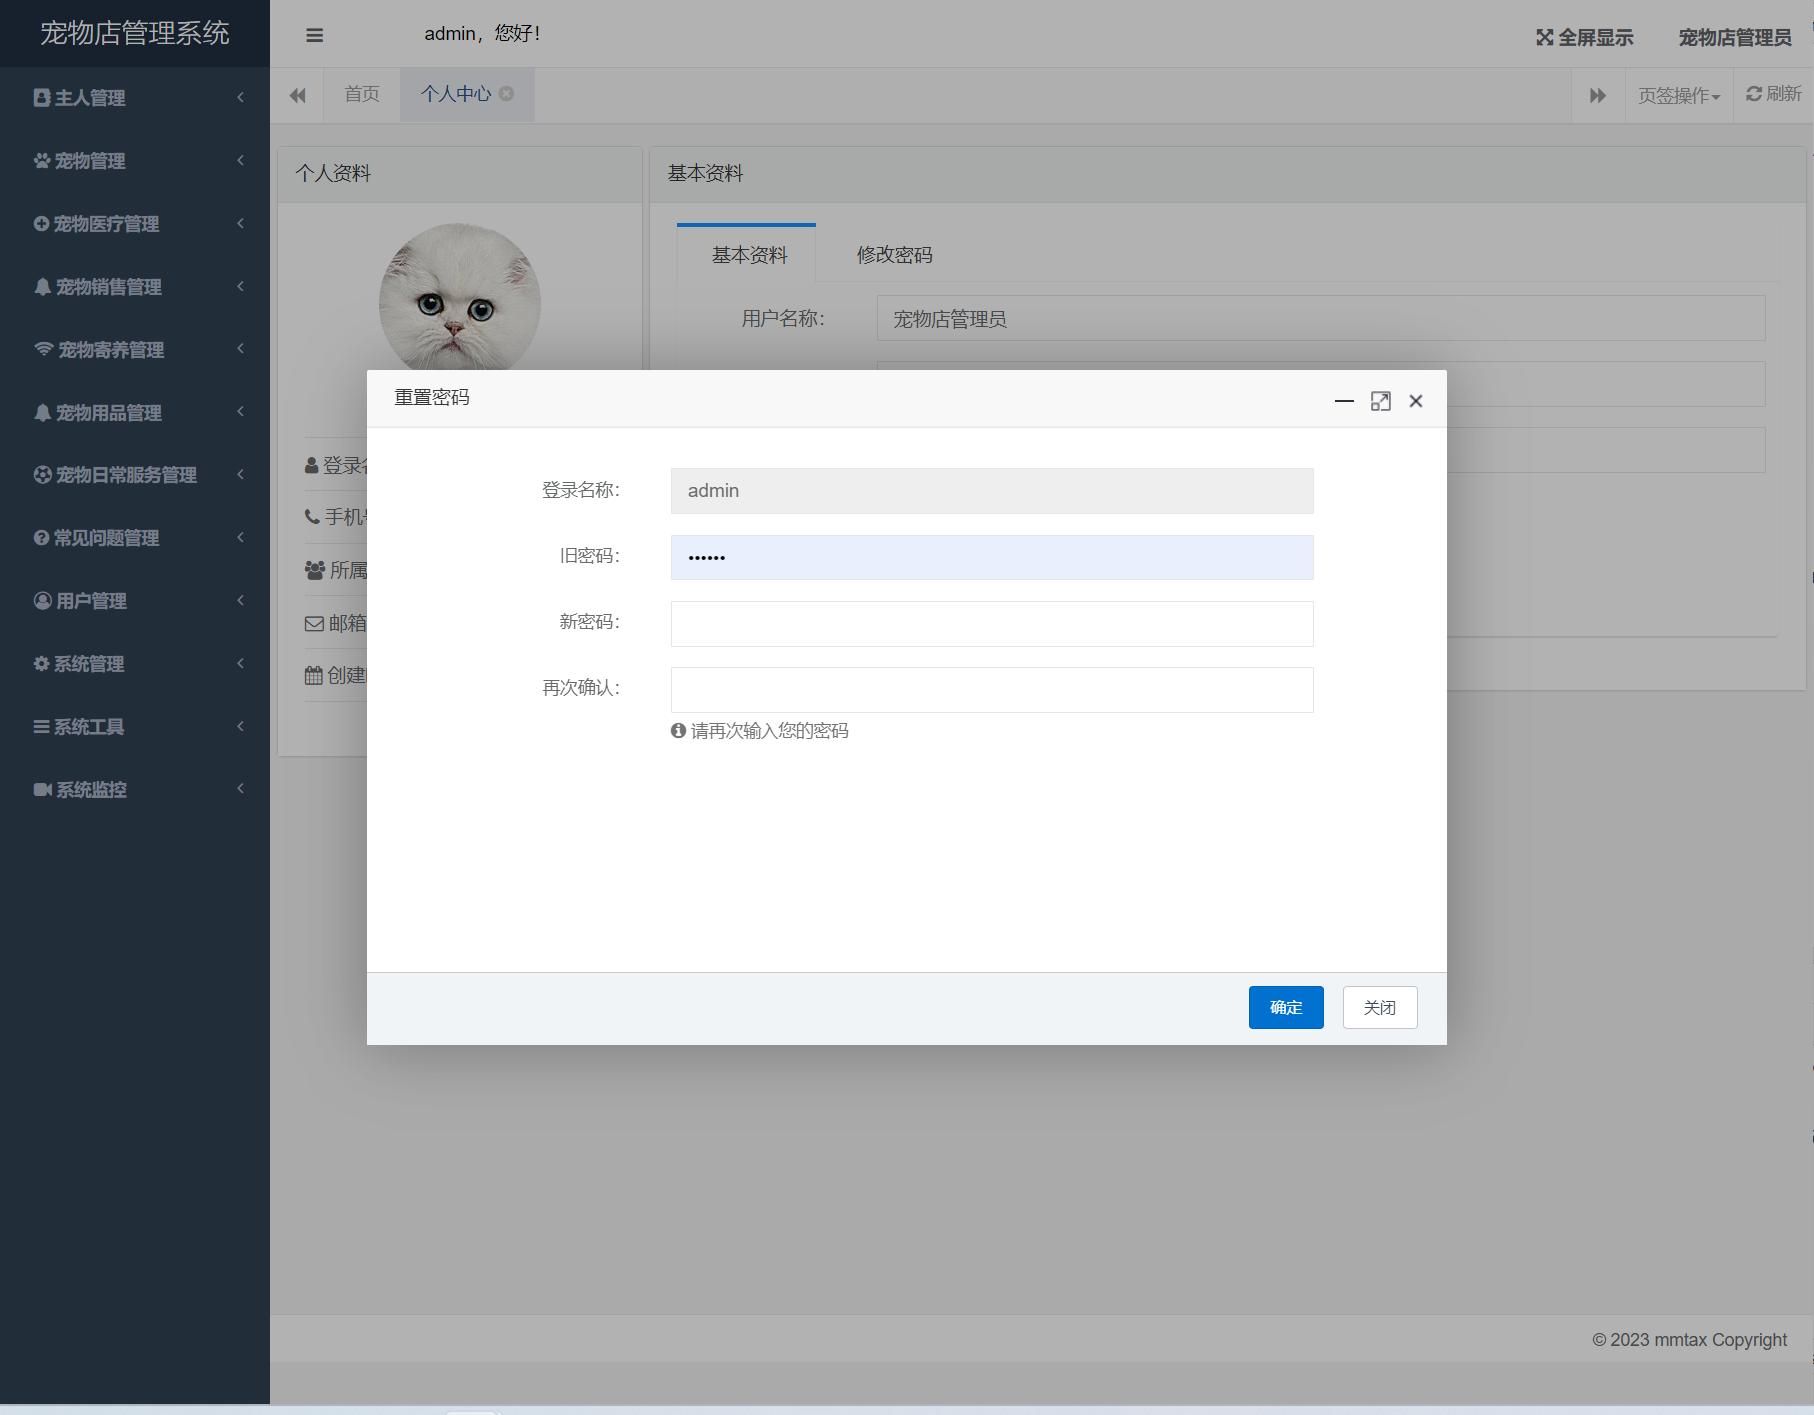 宠物店管理系统
admin，您好！
全屏显示
宠物店管理员
主人管理
宠物管理
宠物医疗管理
宠物销售管理
宠物寄养管理
宠物用品管理
宠物日常服务管理
常见问题管理
用户管理
系统管理
系统工具
系统监控
首页
个人中心
页签操作
刷新
个人资料
登录
手机
所属
邮箱
创建
基本资料
基本资料
修改密码
用户名称：
宠物店管理员
重置密码
登录名称：
admin
旧密码：
••••••
新密码：
再次确认：
请再次输入您的密码
确定
关闭
© 2023 mmtax Copyright